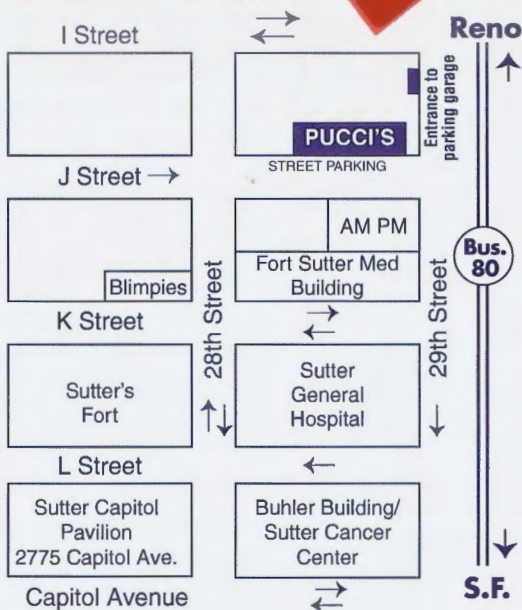 I Street
Reno
Entrance to
parking garage
PUCCI'S
STREET PARKING
J Street
AM PM
Bus.
80
Blimpies
Fort Sutter Med
Building
K Street
28th Street
29th Street
Sutter's
Fort
Sutter
General
Hospital
L Street
Sutter Capitol
Pavilion
2775 Capitol Ave.
Buhler Building/
Sutter Cancer
Center
Capitol Avenue
S.F.